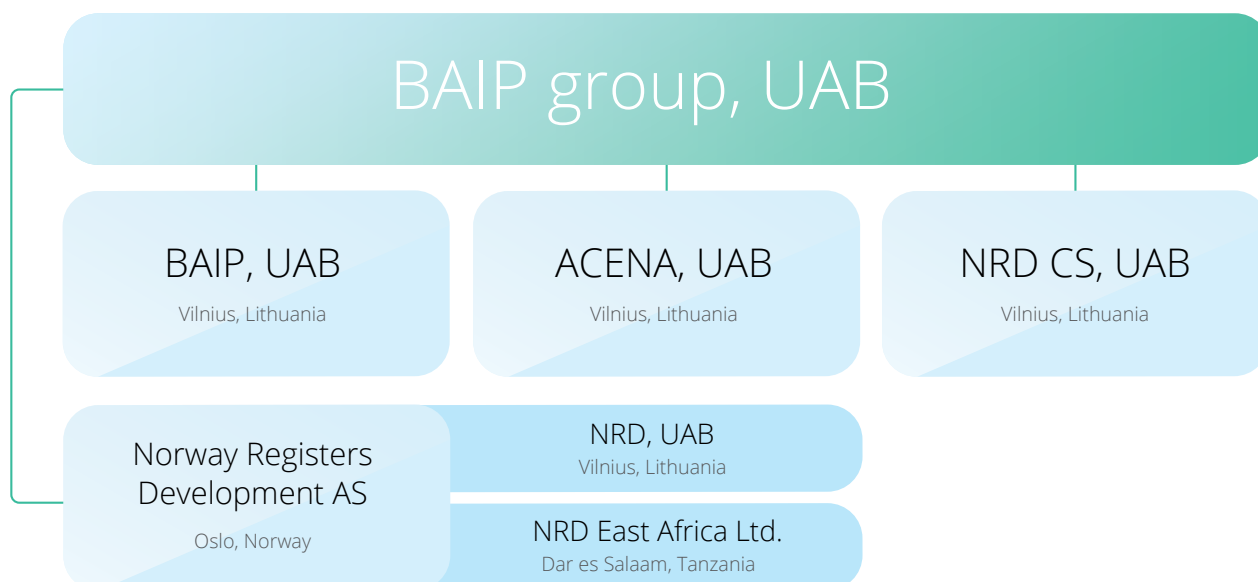 BAIP group, UAB
BAIP, UAB
Vilnius, Lithuania
ACENA, UAB
Vilnius, Lithuania
NRD CS, UAB
Vilnius, Lithuania
Norway Registers
Development AS
Oslo, Norway
NRD, UAB
Vilnius, Lithuania
NRD East Africa Ltd.
Dar es Salaam, Tanzania